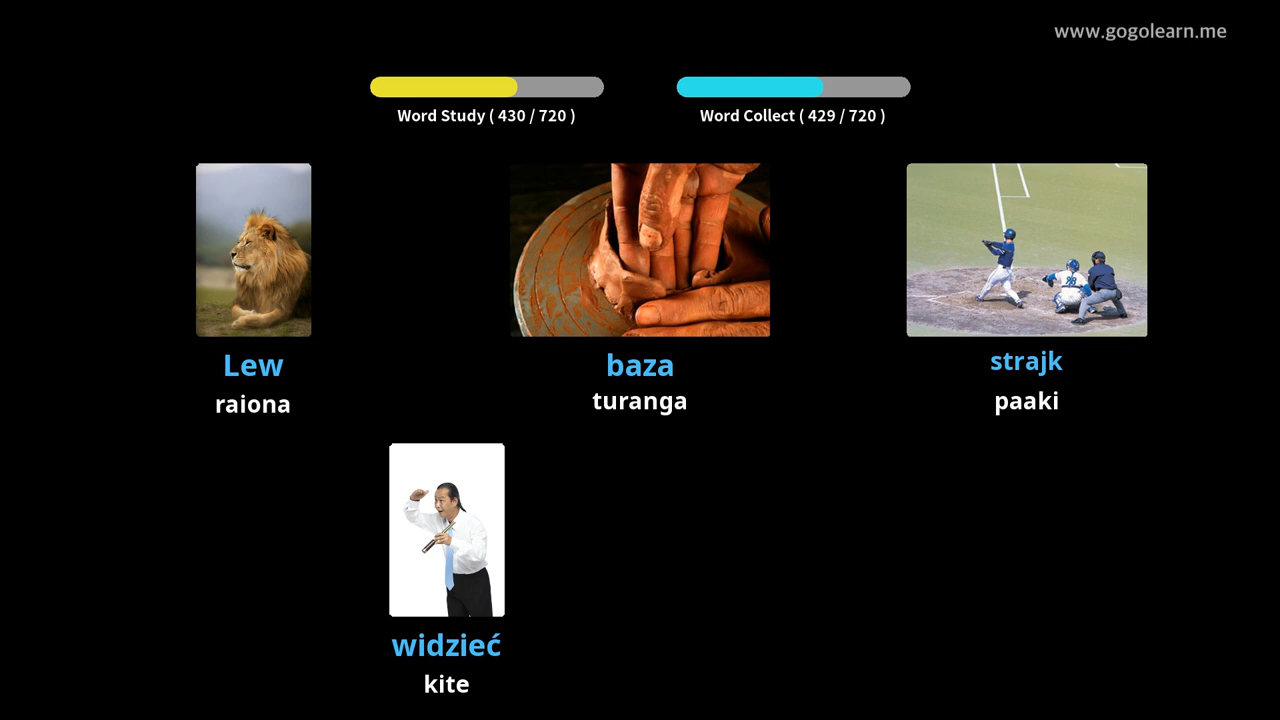 www.gogolearn.me
Word Study ( 430 / 720 )
Word Collect ( 429 / 720 )
Lew
raiona
baza
turanga
strajk
paaki
widzieć
kite